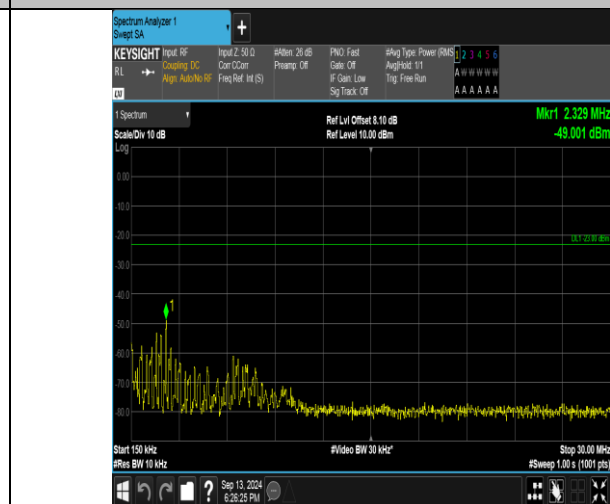 Spectrum Analyzer 1
Swept SA
+
KEYSIGHT Input: RF Input Z: 50 Ω #Atten: 26 dB PNO: Fast #Avg Type: Power (RMS 1 2 3 4 5 6
RL Coupling: DC Corr CCorr Preamp: Off Gate: Off Avg|Hold: 1/1 A W W W W W
Align: Auto/No RF Freq Ref: Int (S) IF Gain: Low Trig: Free Run
Sig Track: Off A A A A A A
LXI
1 Spectrum Ref Lvl Offset 8.10 dB Mkr1 2.329 MHz
Scale/Div 10 dB Ref Level 10.00 dBm -49.001 dBm
Log
0.00
-10.0
-20.0
DL1 -23.00 dBm
-30.0
-40.0
1
-50.0
-60.0
-70.0
-80.0
Start 150 kHz #Video BW 30 kHz* Stop 30.00 MHz
#Res BW 10 kHz #Sweep 1.00 s (1001 pts)
? Sep 13, 2024
6:26:25 PM